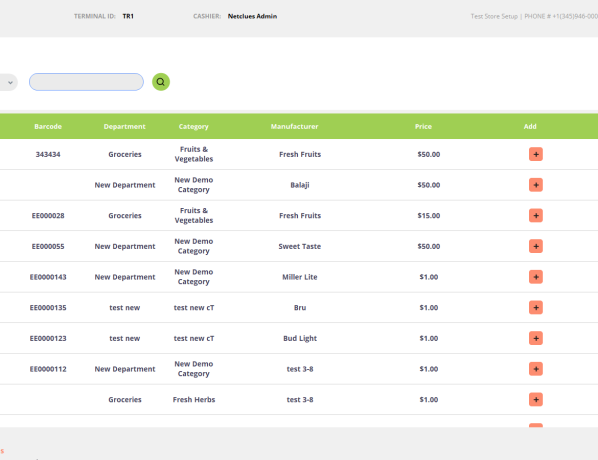 TERMINAL ID: TR1 CASHIER: Netclues Admin Test Store Setup | PHONE # +1(345)946-000
Barcode Department Category Manufacturer Price Add
343434 Groceries Fruits & Vegetables Fresh Fruits $50.00 +
New Department New Demo Category Balaji $50.00 +
EE000028 Groceries Fruits & Vegetables Fresh Fruits $15.00 +
EE000055 New Department New Demo Category Sweet Taste $50.00 +
EE0000143 New Department New Demo Category Miller Lite $1.00 +
EE0000135 test new test new cT Bru $1.00 +
EE0000123 test new test new cT Bud Light $1.00 +
EE0000112 New Department New Demo Category test 3-8 $1.00 +
Groceries Fresh Herbs test 3-8 $1.00 +
s